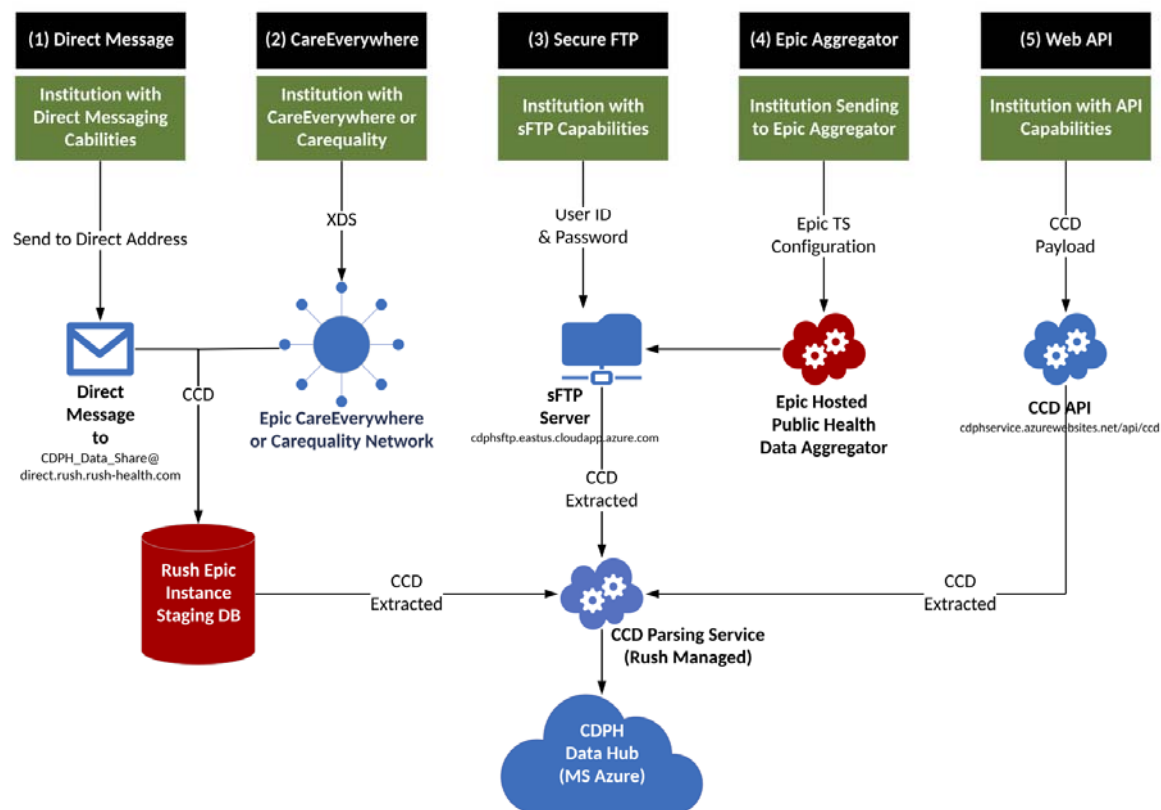 (1) Direct Message
(2) CareEverywhere
(3) Secure FTP
(4) Epic Aggregator
(5) Web API
Institution with
Direct Messaging
Cabilities
Institution with
CareEverywhere or
Carequality
Institution with
sFTP Capabilities
Institution Sending
to Epic Aggregator
Institution with API
Capabilities
Send to Direct Address
XDS
User ID
& Password
Epic TS
Configuration
CCD
Payload
Direct
Message
to
CDPH_Data_Share@
direct.rush.rush-health.com
CCD
Epic CareEverywhere
or Carequality Network
sFTP
Server
cdphsftp.eastus.cloudapp.azure.com
Epic Hosted
Public Health
Data Aggregator
CCD API
cdphservice.azurewebsites.net/api/ccd
CCD
Extracted
Rush Epic
Instance
Staging DB
CCD
Extracted
CCD
Extracted
CCD Parsing Service
(Rush Managed)
CDPH
Data Hub
(MS Azure)